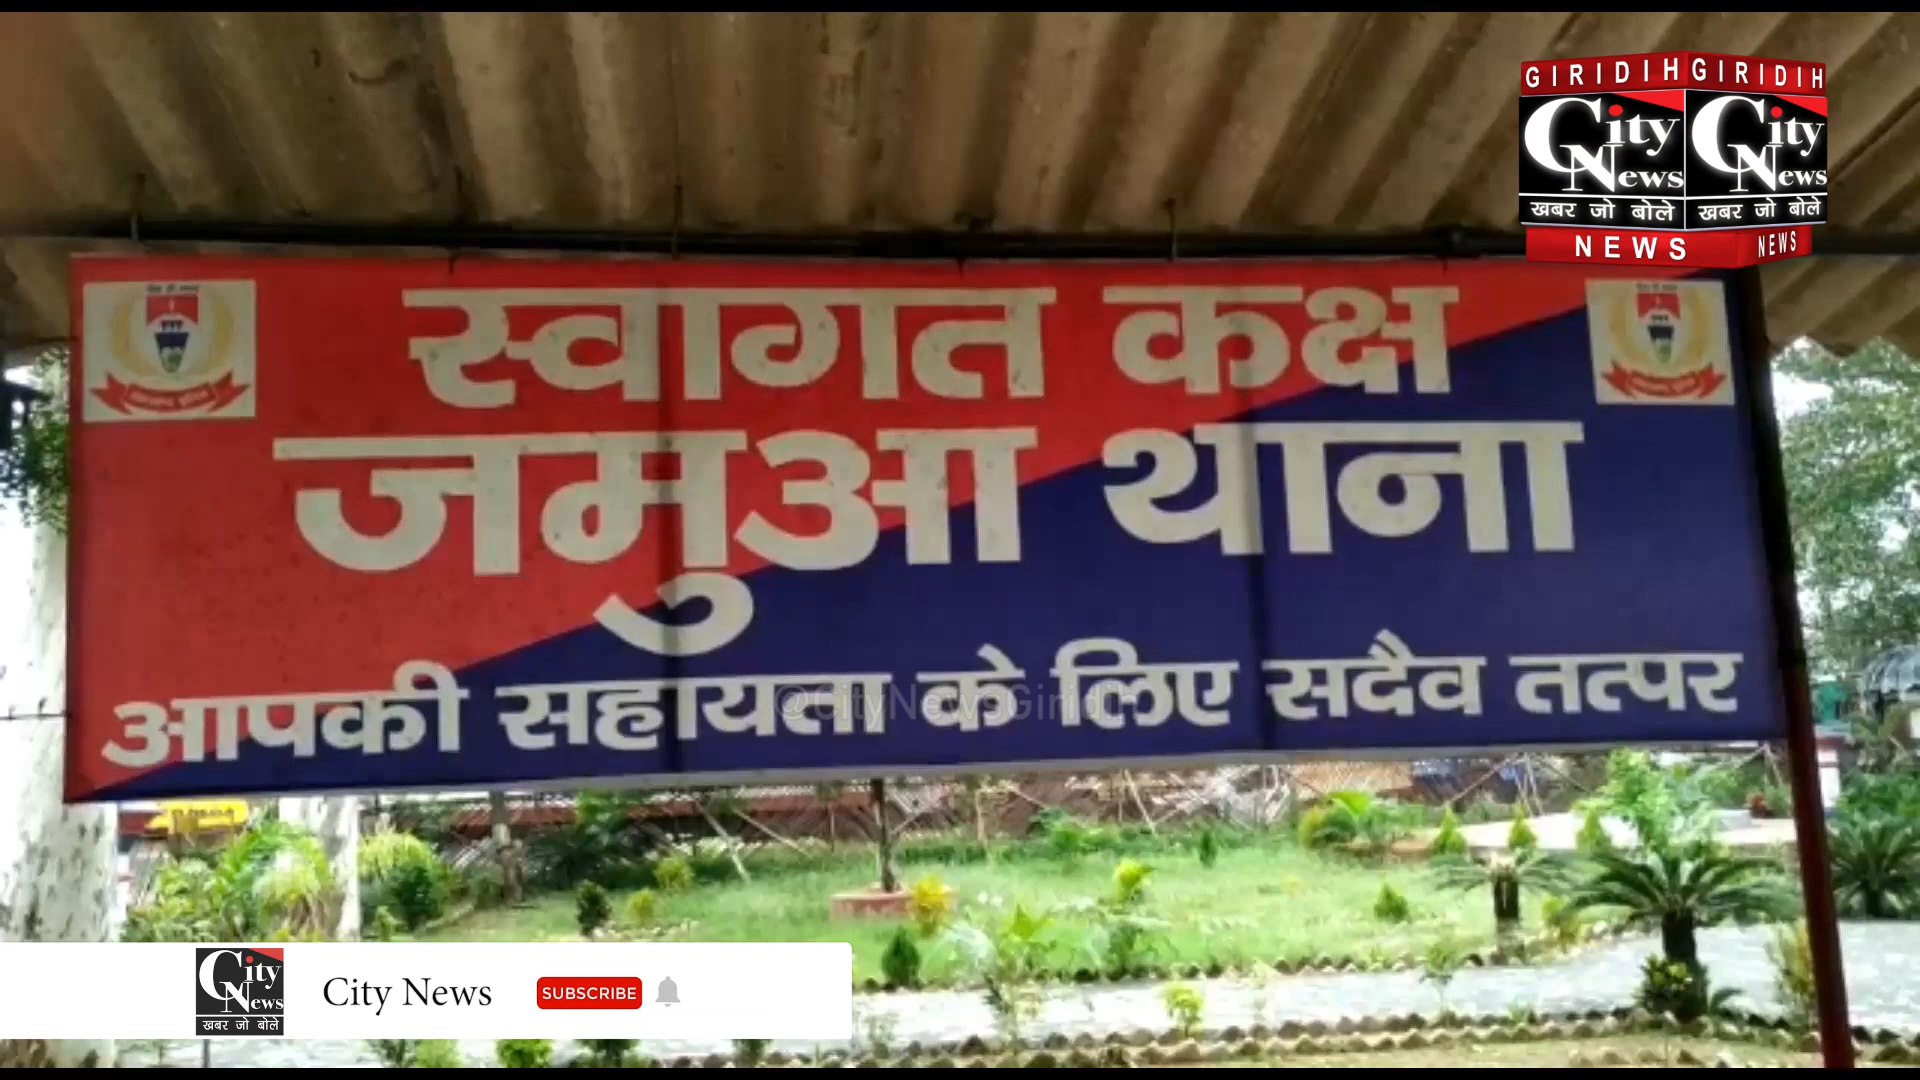 GIRIDIH GIRIDIH
City News City News
खबर जो बोले खबर जो बोले
NEWS NEWS
स्वागत कक्ष
जमुआ थाना
आपकी सहायता के लिए सदैव तत्पर
@CityNewsGiridih
City News
खबर जो बोले
City News
SUBSCRIBE